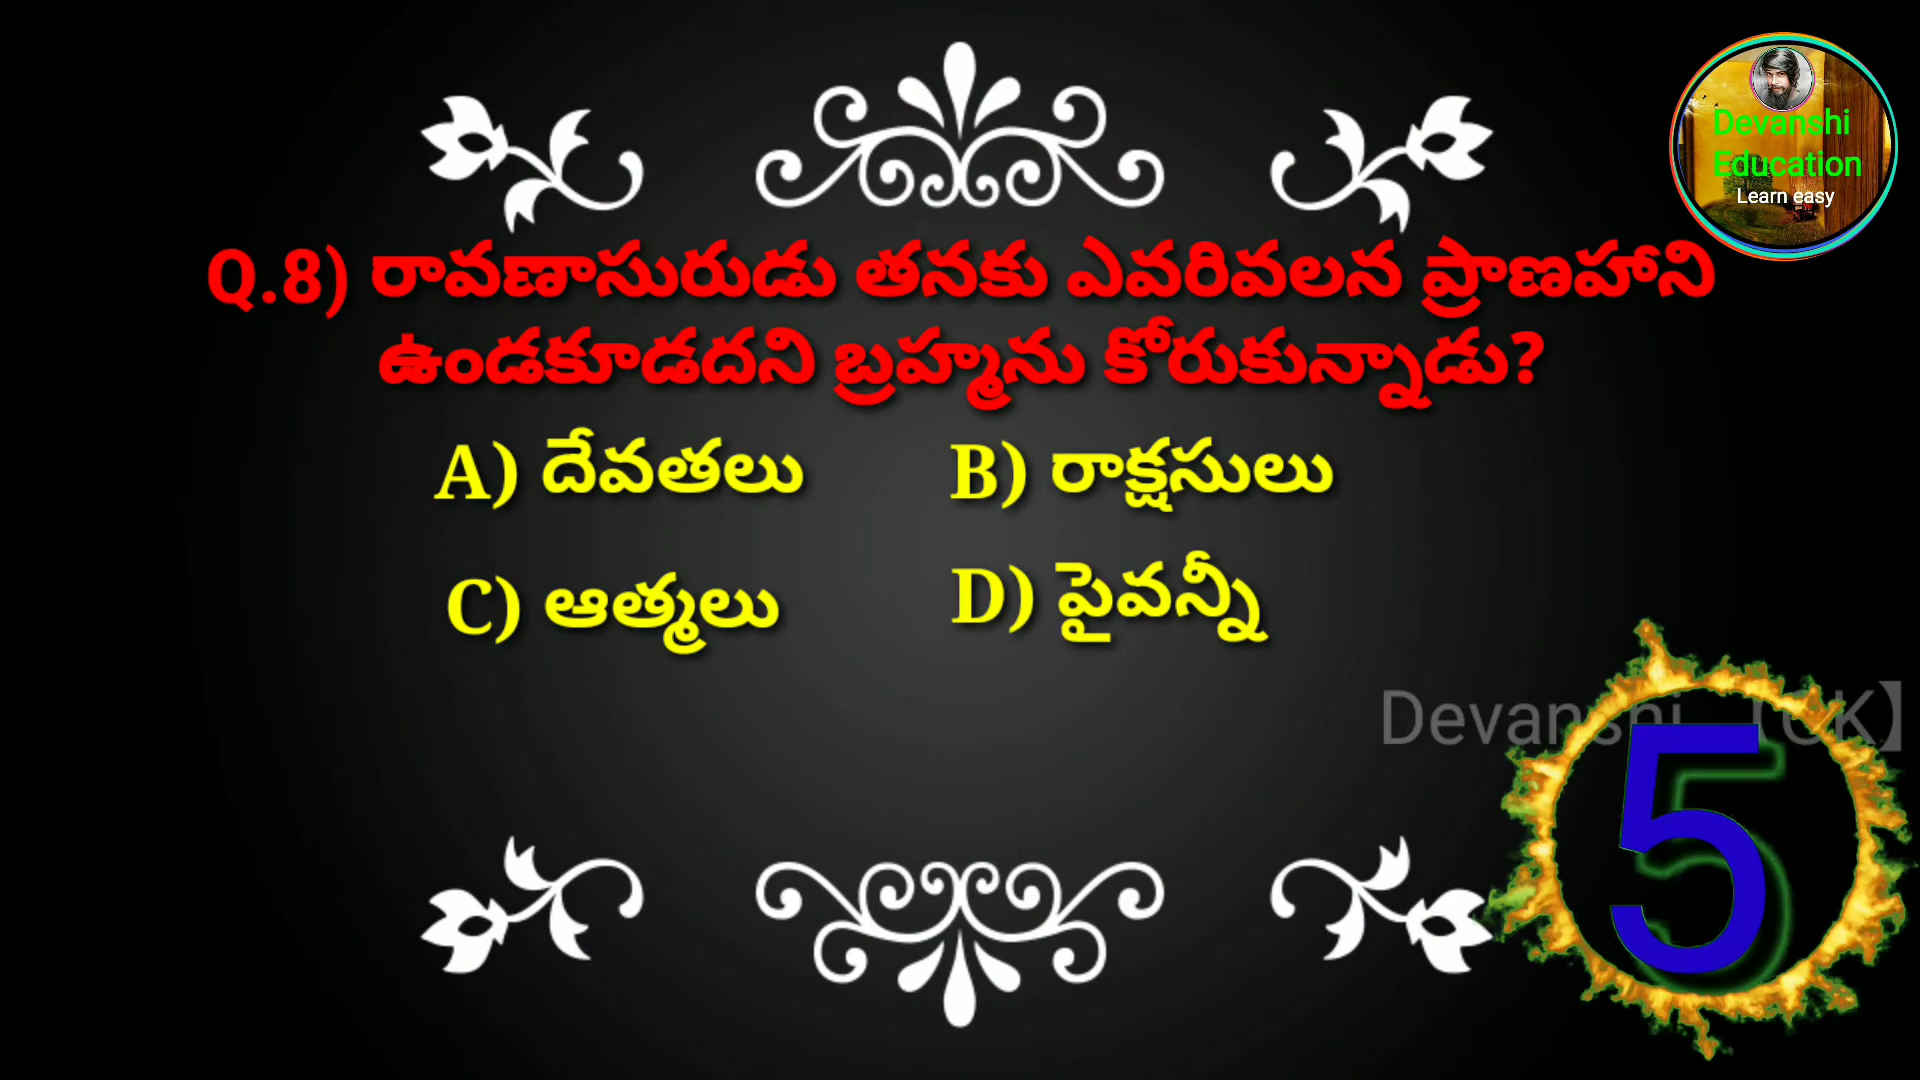 Devanshi
Education
Learn easy
Q.8) రావణాసురుడు తనకు ఎవరివలన ప్రాణహాని
ఉండకూడదని బ్రహ్మను కోరుకున్నాడు?
A) దేవతలు B) రాక్షసులు
C) ఆత్మలు D) పైవన్నీ
Devanshi 【GK】
5